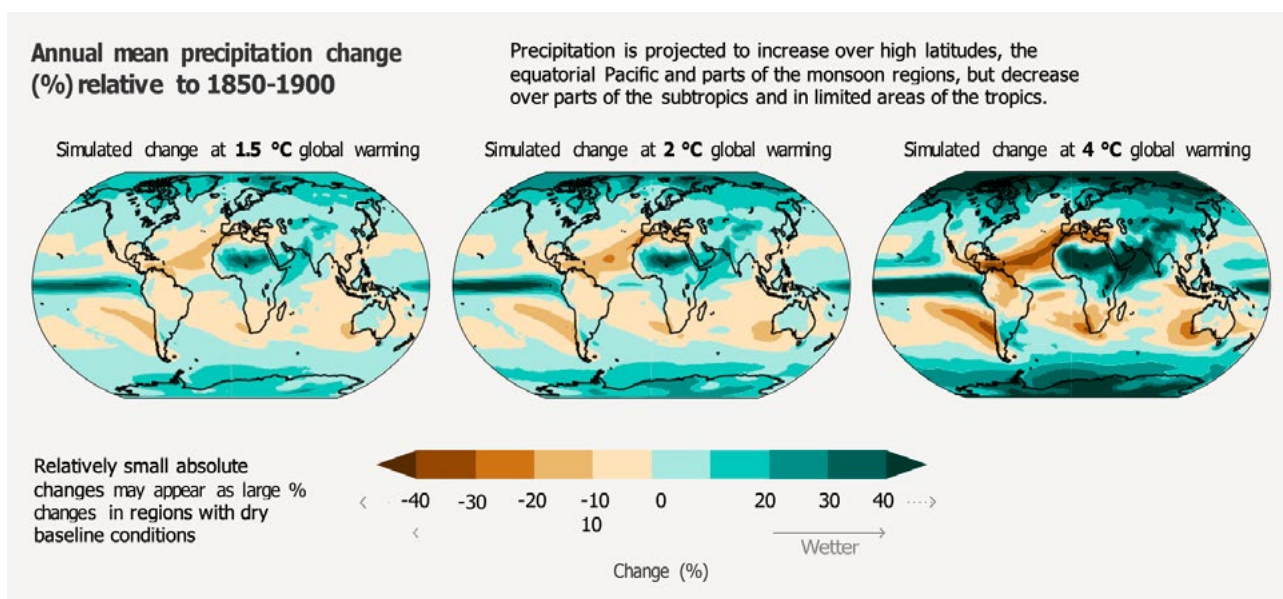 Annual mean precipitation change
(%) relative to 1850-1900
Precipitation is projected to increase over high latitudes, the
equatorial Pacific and parts of the monsoon regions, but decrease
over parts of the subtropics and in limited areas of the tropics.
Simulated change at 1.5 °C global warming
Simulated change at 2 °C global warming
Simulated change at 4 °C global warming
Relatively small absolute
changes may appear as large %
changes in regions with dry
baseline conditions
-40 -30 -20 -10 0 20 30 40
10
Wetter
Change (%)